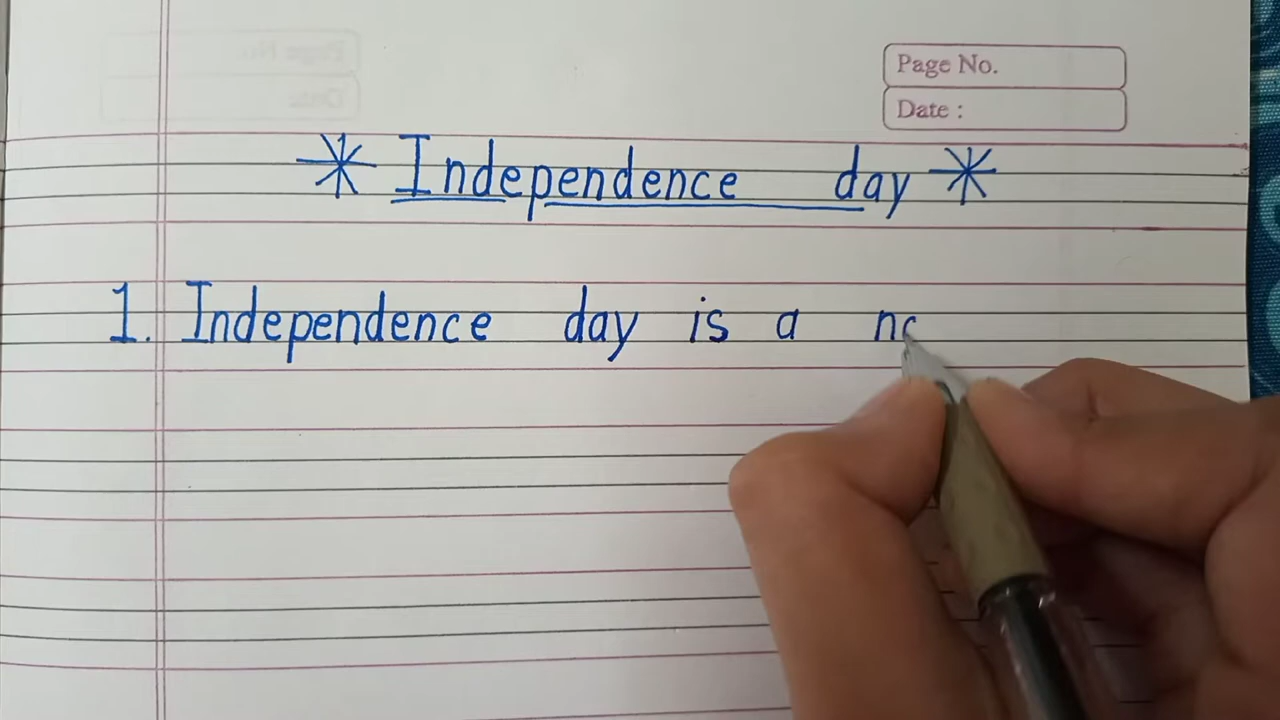 Page No.
Date :
* Independence day *
1. Independence day is a